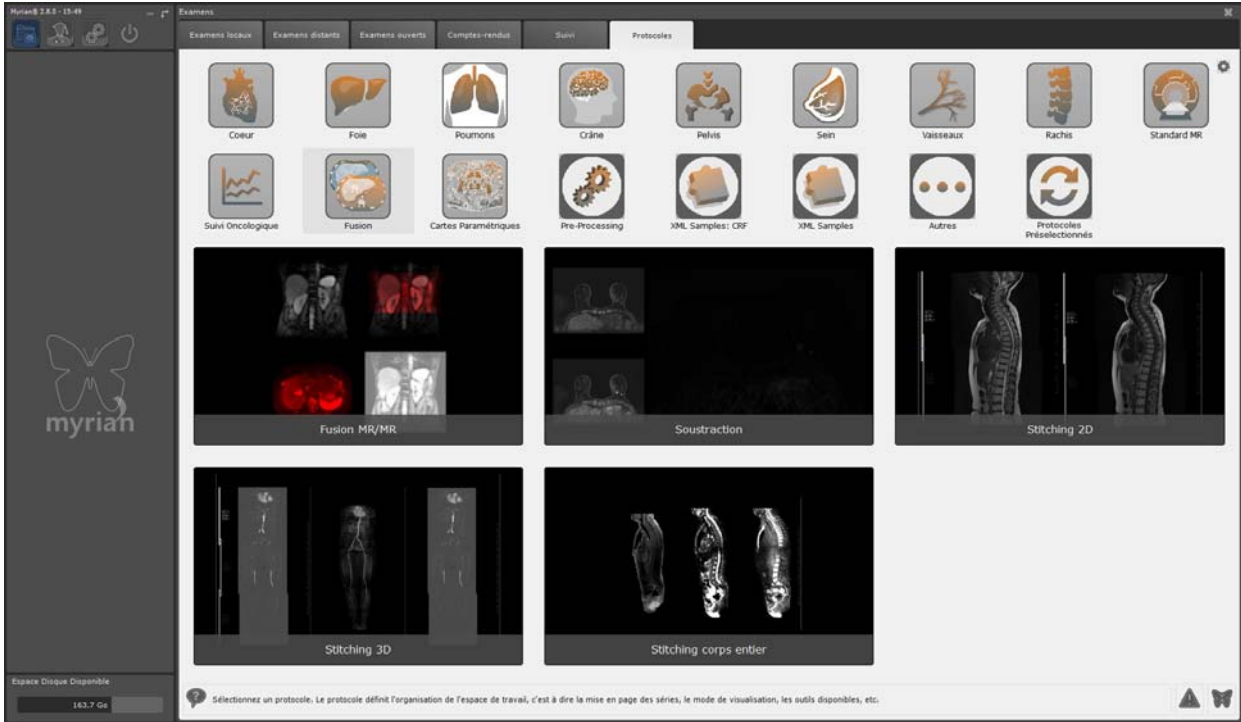 Myrian® 2.8.0 - 15:49
Examens
Examens locaux
Examens distants
Examens ouverts
Comptes-rendus
Suivi
Protocoles
Coeur
Foie
Poumons
Crâne
Pelvis
Sein
Vaisseaux
Rachis
Standard MR
Suivi Oncologique
Fusion
Cartes Paramétriques
Pre-Processing
XML Samples: CRF
XML Samples
Autres
Protocoles
Préselectionnés
myrian
Fusion MR/MR
Soustraction
Stitching 2D
Stitching 3D
Stitching corps entier
Espace Disque Disponible
163.7 Go
Sélectionnez un protocole. Le protocole définit l'organisation de l'espace de travail, c'est à dire la mise en page des séries, le mode de visualisation, les outils disponibles, etc.